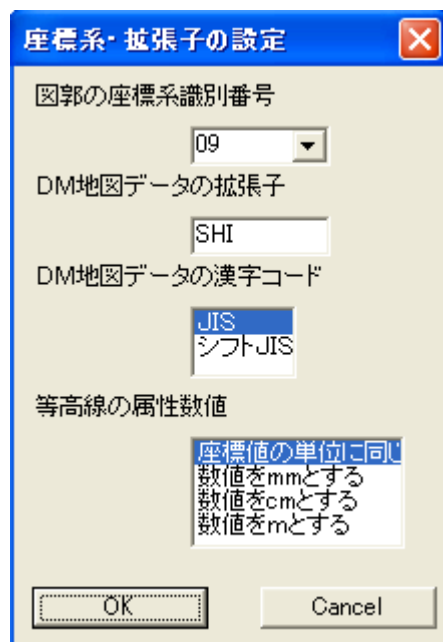 座標系・拡張子の設定
図郭の座標系識別番号
09
DM地図データの拡張子
SHI
DM地図データの漢字コード
JIS
シフトJIS
等高線の属性数値
座標値の単位に同じ
数値をmmとする
数値をcmとする
数値をmとする
OK
Cancel